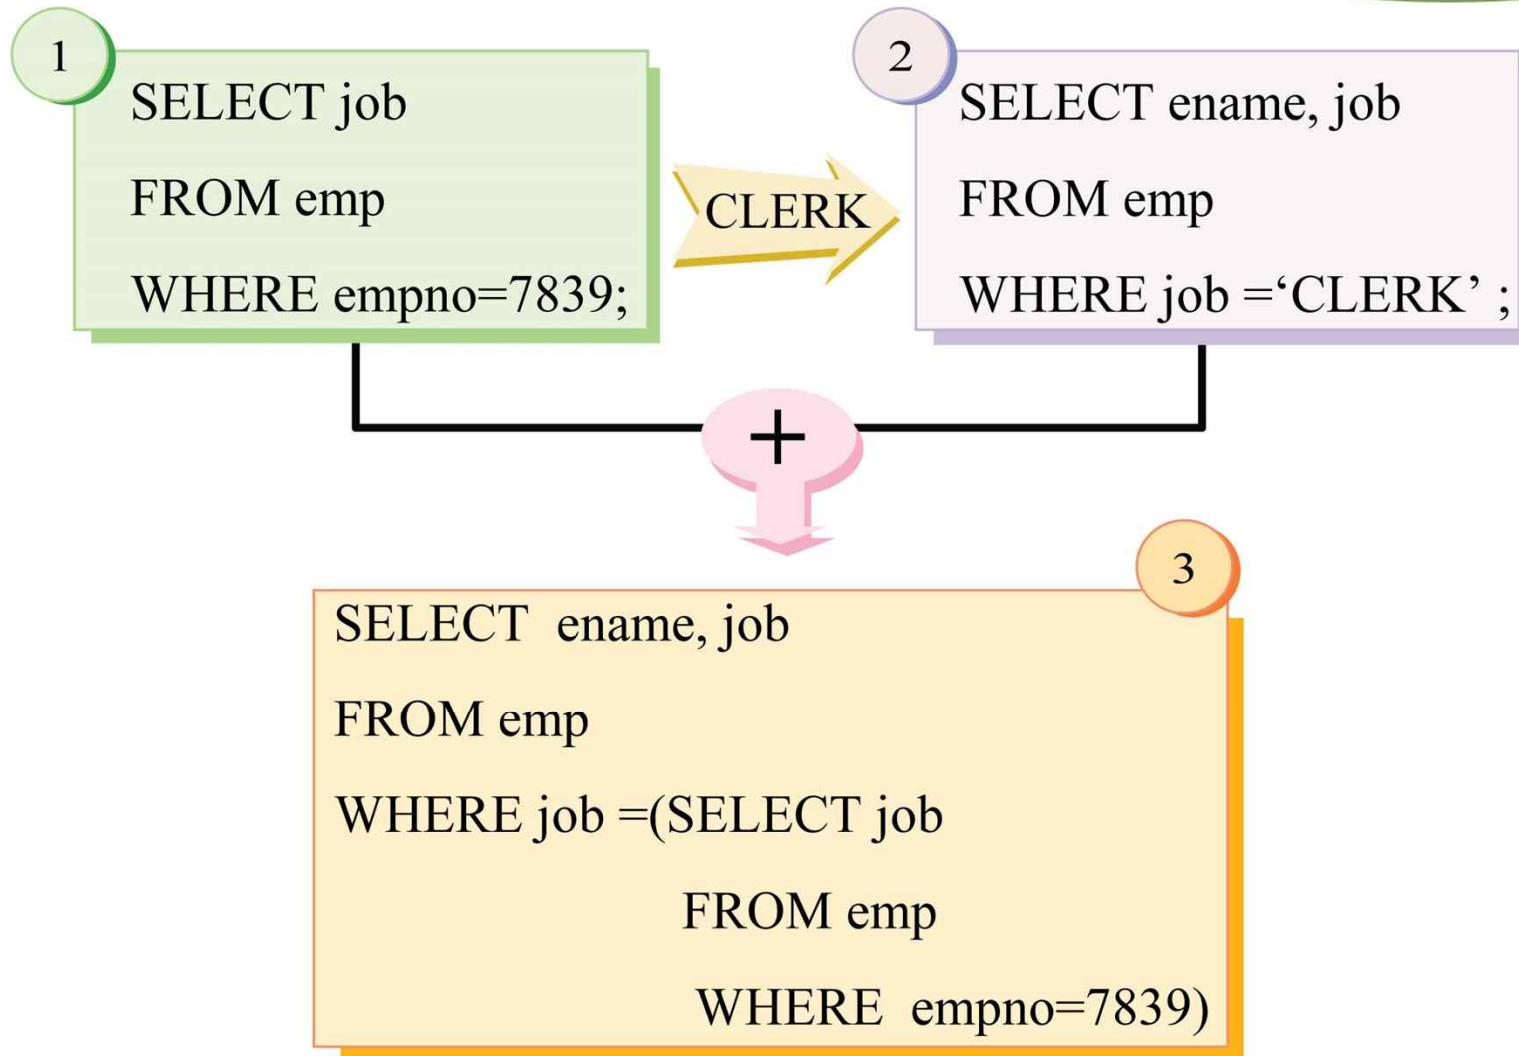 1
SELECT job
FROM emp
WHERE empno=7839;
CLERK
2
SELECT ename, job
FROM emp
WHERE job =‘CLERK’ ;
+
3
SELECT  ename, job
FROM emp
WHERE job =(SELECT job
FROM emp
WHERE  empno=7839)